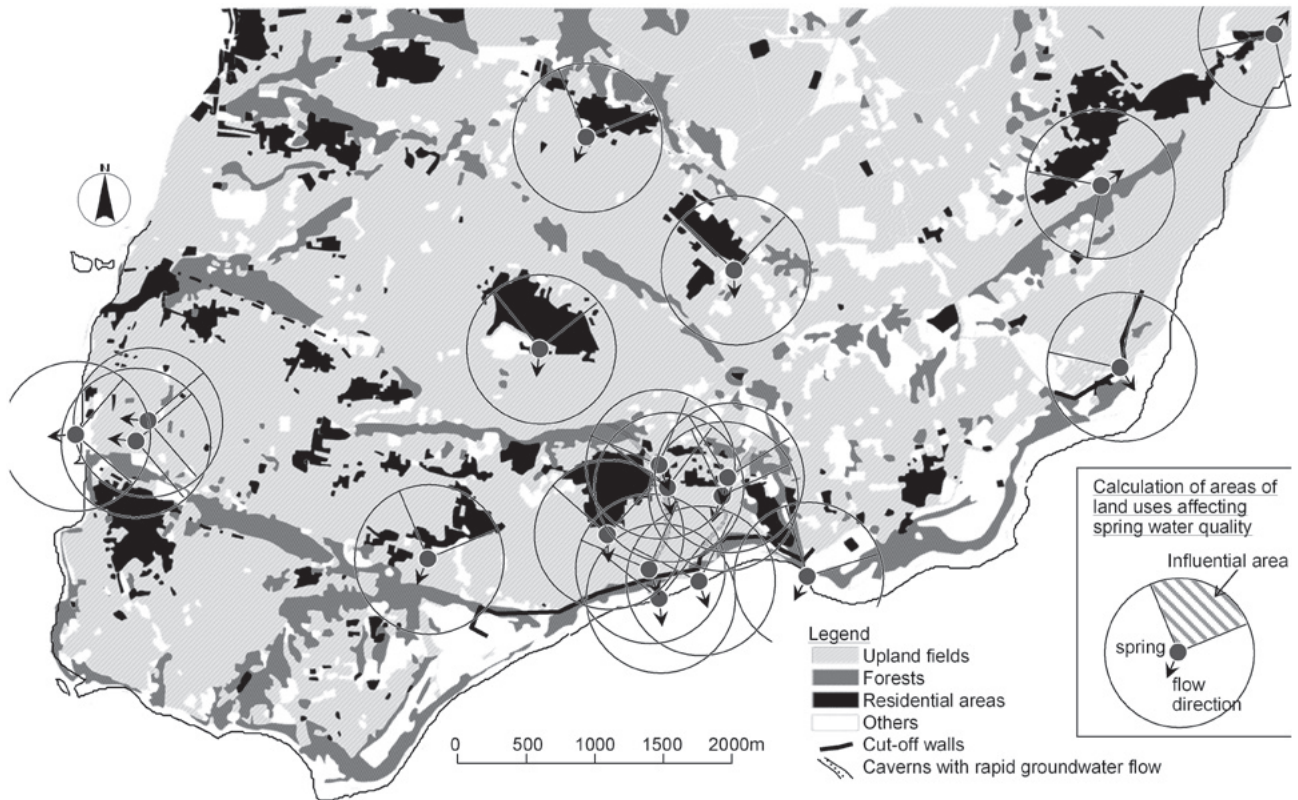 N
Calculation of areas of
land uses affecting
spring water quality
Influential area
spring
flow
direction
Legend
Upland fields
Forests
Residential areas
Others
Cut-off walls
Caverns with rapid groundwater flow
0 500 1000 1500 2000m